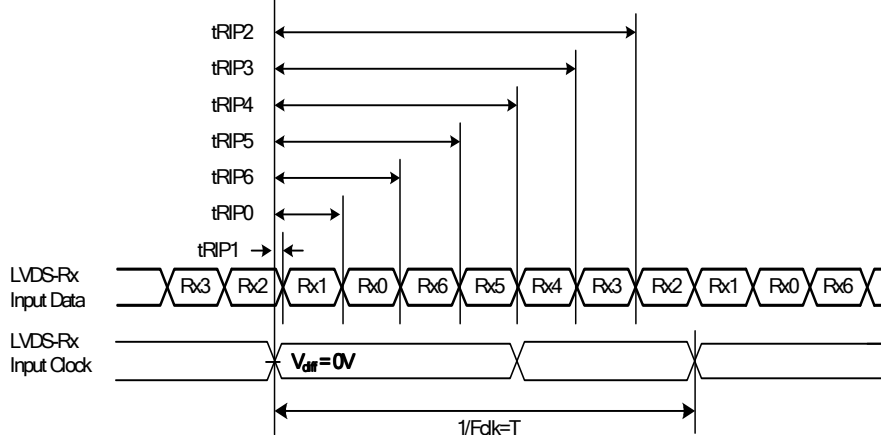 tRIP2
tRIP3
tRIP4
tRIP5
tRIP6
tRIP0
tRIP1
LVDS-Rx
Input Data
Rx3 Rx2 Rx1 Rx0 Rx6 Rx5 Rx4 Rx3 Rx2 Rx1 Rx0 Rx6
LVDS-Rx
Input Clock
Vdiff = 0V
1/Fclk=T